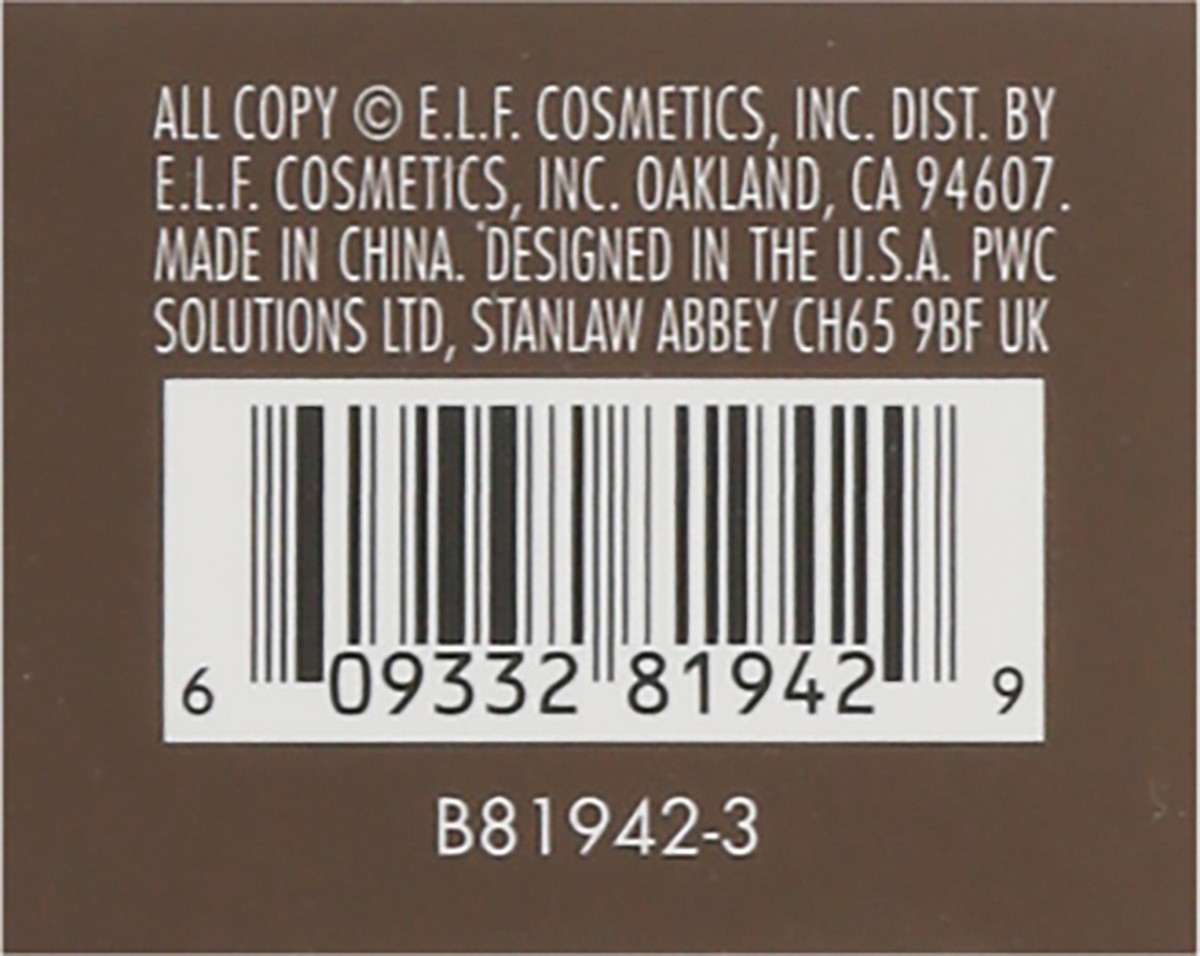 ALL COPY © E.L.F. COSMETICS, INC. DIST. BY
E.L.F. COSMETICS, INC. OAKLAND, CA 94607.
MADE IN CHINA. DESIGNED IN THE U.S.A. PWC
SOLUTIONS LTD, STANLAW ABBEY CH65 9BF UK
6 09332 81942 9
B81942-3